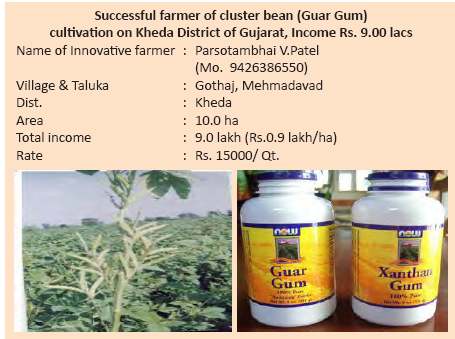 Successful farmer of cluster bean (Guar Gum)
cultivation on Kheda District of Gujarat, Income Rs. 9.00 lacs
Name of Innovative farmer : Parsotambhai V.Patel
(Mo. 9426386550)
Village & Taluka : Gothaj, Mehmadavad
Dist. : Kheda
Area : 10.0 ha
Total income : 9.0 lakh (Rs.0.9 lakh/ha)
Rate : Rs. 15000/ Qt.
NOW
Guar
Gum
100% Pure
NOW
Xanthan
Gum
100% Pure